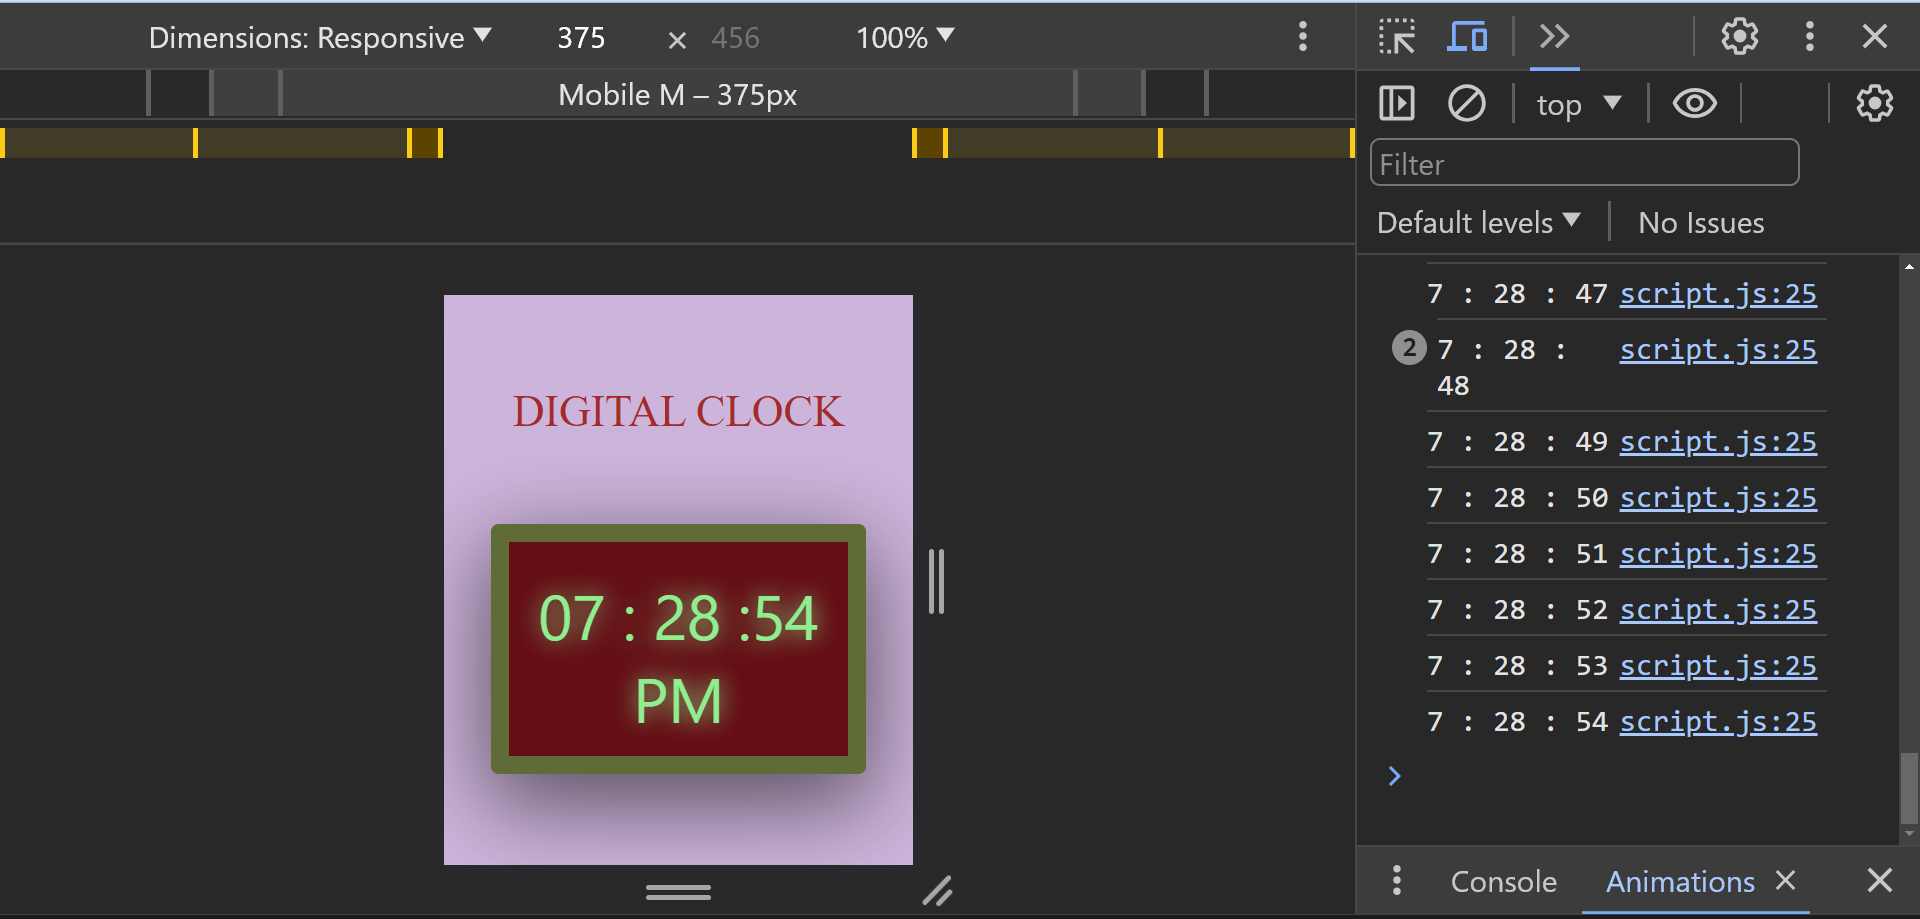 Dimensions: Responsive ▼ 375 × 456 100% ▼
Mobile M – 375px
DIGITAL CLOCK
07 : 28 :54
PM
top ▼
Filter
Default levels ▼ No Issues
7 : 28 : 47 script.js:25
2 7 : 28 : script.js:25
48
7 : 28 : 49 script.js:25
7 : 28 : 50 script.js:25
7 : 28 : 51 script.js:25
7 : 28 : 52 script.js:25
7 : 28 : 53 script.js:25
7 : 28 : 54 script.js:25
Console Animations